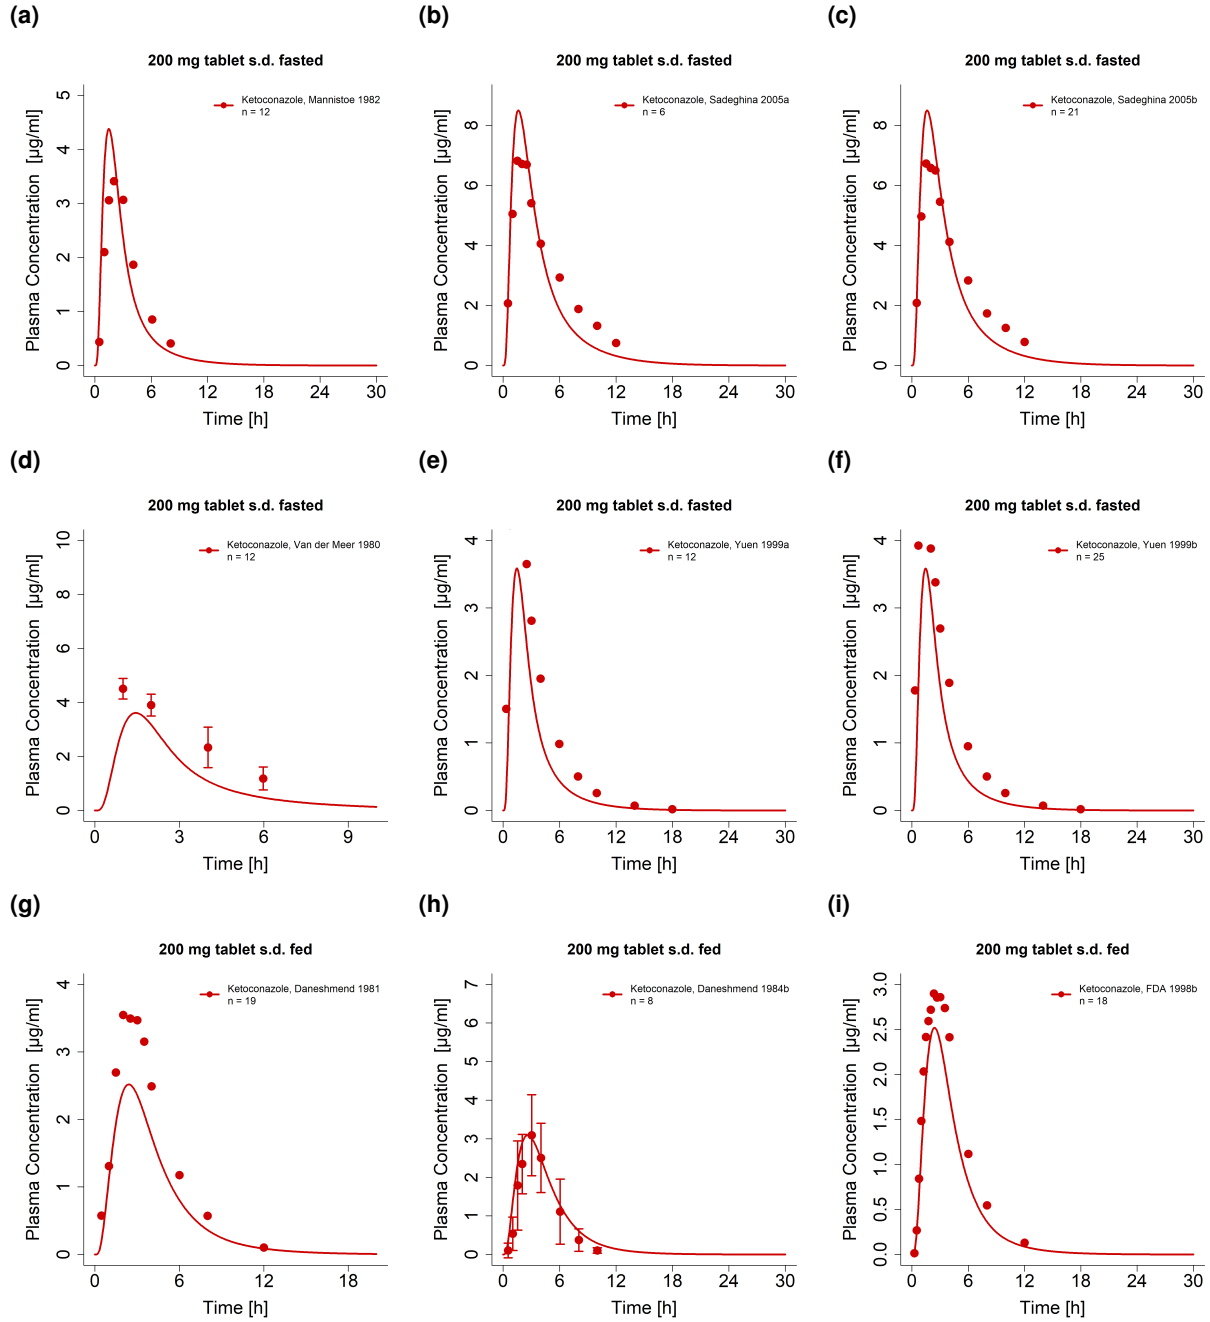 (a)
200 mg tablet s.d. fasted
Ketoconazole, Mannistoe 1982
n = 12
Plasma Concentration [µg/ml]
5
4
3
2
1
0
0 6 12 18 24 30
Time [h]
(b)
200 mg tablet s.d. fasted
Ketoconazole, Sadeghina 2005a
n = 6
Plasma Concentration [µg/ml]
8
6
4
2
0
0 6 12 18 24 30
Time [h]
(c)
200 mg tablet s.d. fasted
Ketoconazole, Sadeghina 2005b
n = 21
Plasma Concentration [µg/ml]
8
6
4
2
0
0 6 12 18 24 30
Time [h]
(d)
200 mg tablet s.d. fasted
Ketoconazole, Van der Meer 1980
n = 12
Plasma Concentration [µg/ml]
10
8
6
4
2
0
0 3 6 9
Time [h]
(e)
200 mg tablet s.d. fasted
Ketoconazole, Yuen 1999a
n = 12
Plasma Concentration [µg/ml]
4
3
2
1
0
0 6 12 18 24 30
Time [h]
(f)
200 mg tablet s.d. fasted
Ketoconazole, Yuen 1999b
n = 25
Plasma Concentration [µg/ml]
4
3
2
1
0
0 6 12 18 24 30
Time [h]
(g)
200 mg tablet s.d. fed
Ketoconazole, Daneshmend 1981
n = 19
Plasma Concentration [µg/ml]
4
3
2
1
0
0 6 12 18
Time [h]
(h)
200 mg tablet s.d. fed
Ketoconazole, Daneshmend 1984b
n = 8
Plasma Concentration [µg/ml]
7
6
5
4
3
2
1
0
0 6 12 18 24 30
Time [h]
(i)
200 mg tablet s.d. fed
Ketoconazole, FDA 1998b
n = 18
Plasma Concentration [µg/ml]
3.0
2.5
2.0
1.5
1.0
0.5
0.0
0 6 12 18 24 30
Time [h]